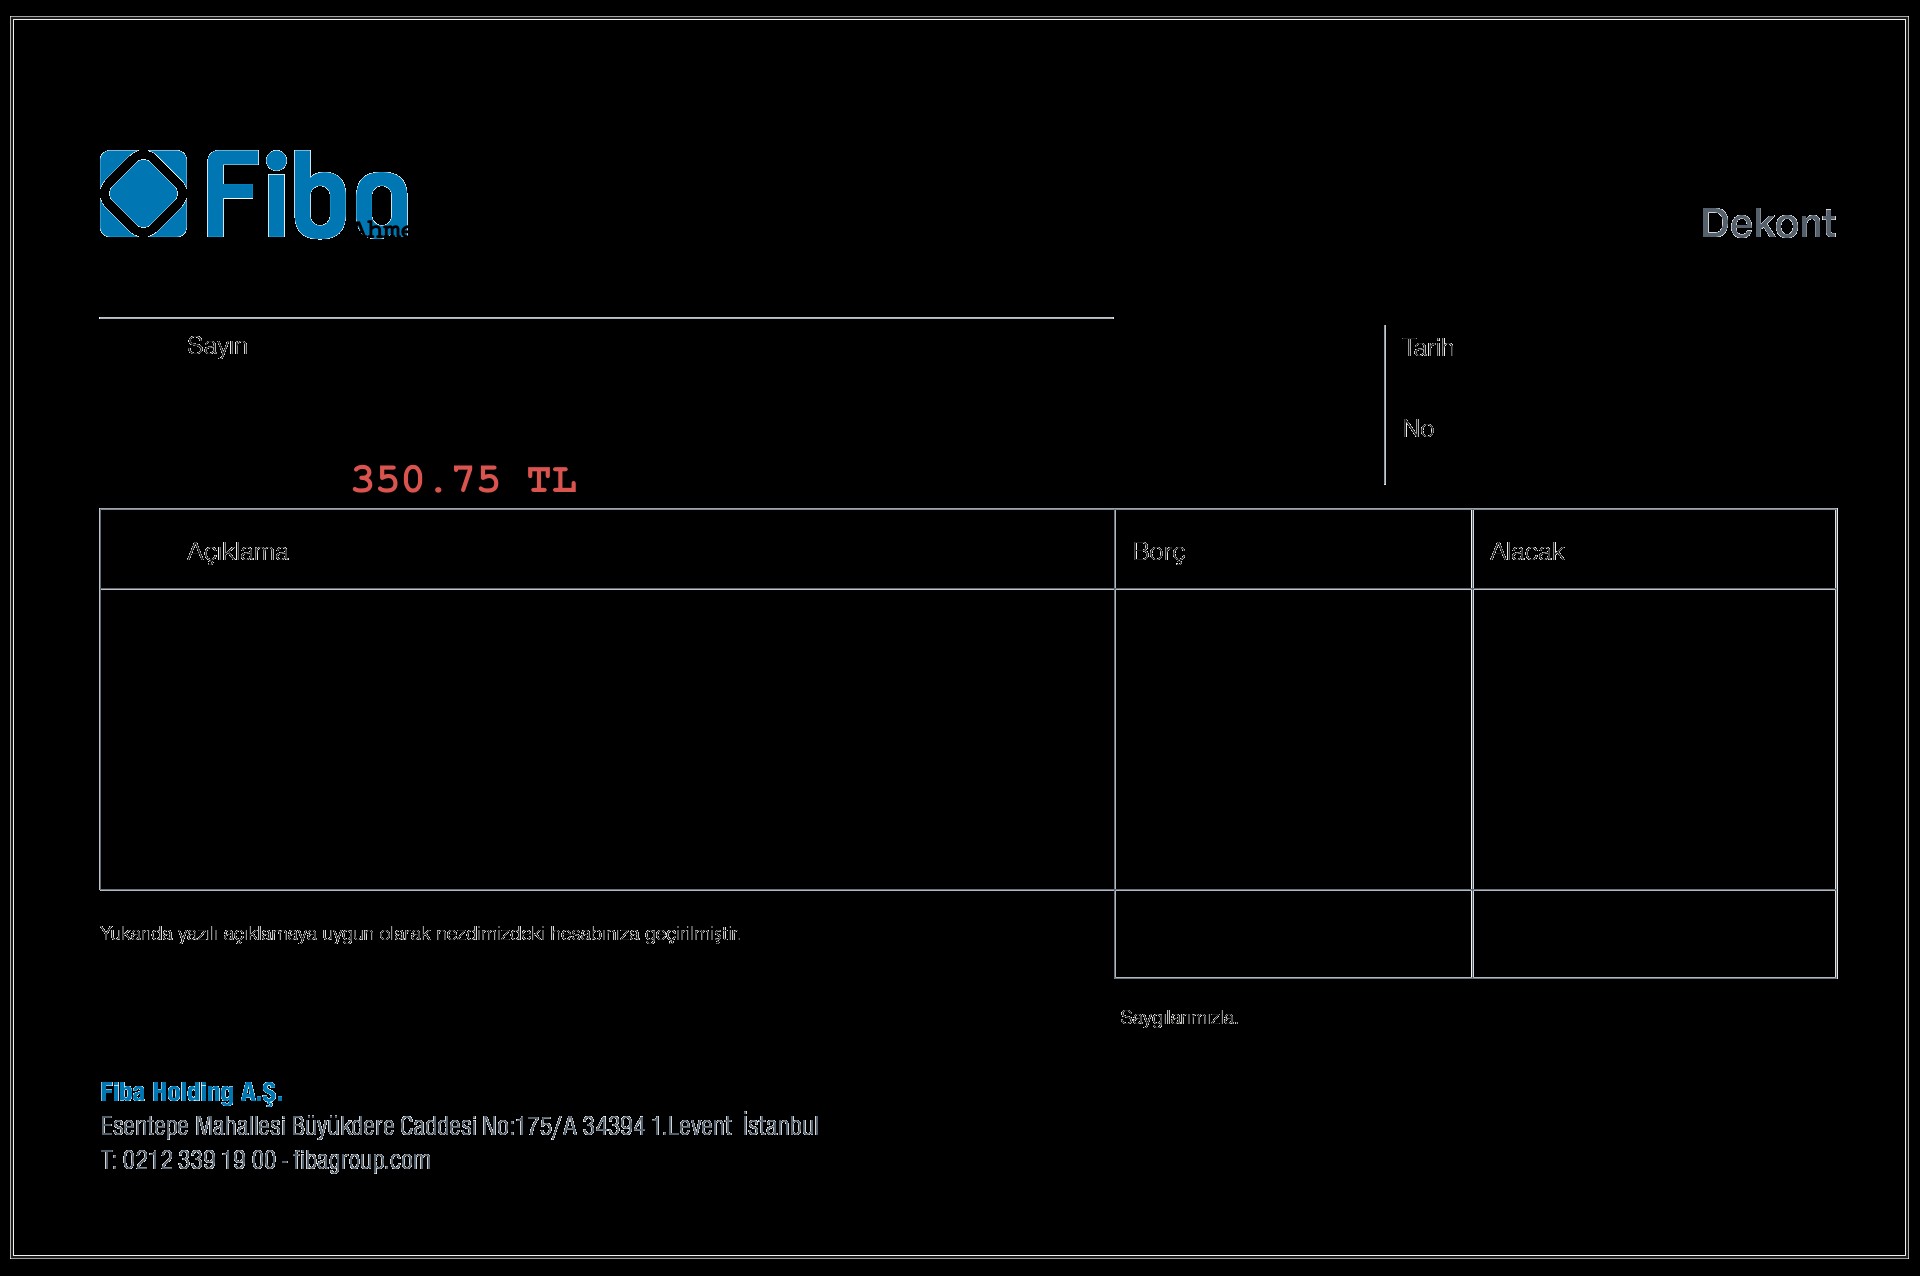 Fiba
Ahme
Dekont
Sayın
Tarih
No
350.75 TL
Açıklama
Borç
Alacak
Yukarıda yazılı açıklamaya uygun olarak nezdimizdeki hesabınıza geçirilmiştir.
Saygılarımızla.
Fiba Holding A.Ş.
Esentepe Mahallesi Büyükdere Caddesi No:175/A 34394 1.Levent İstanbul
T: 0212 339 19 00 - fibagroup.com